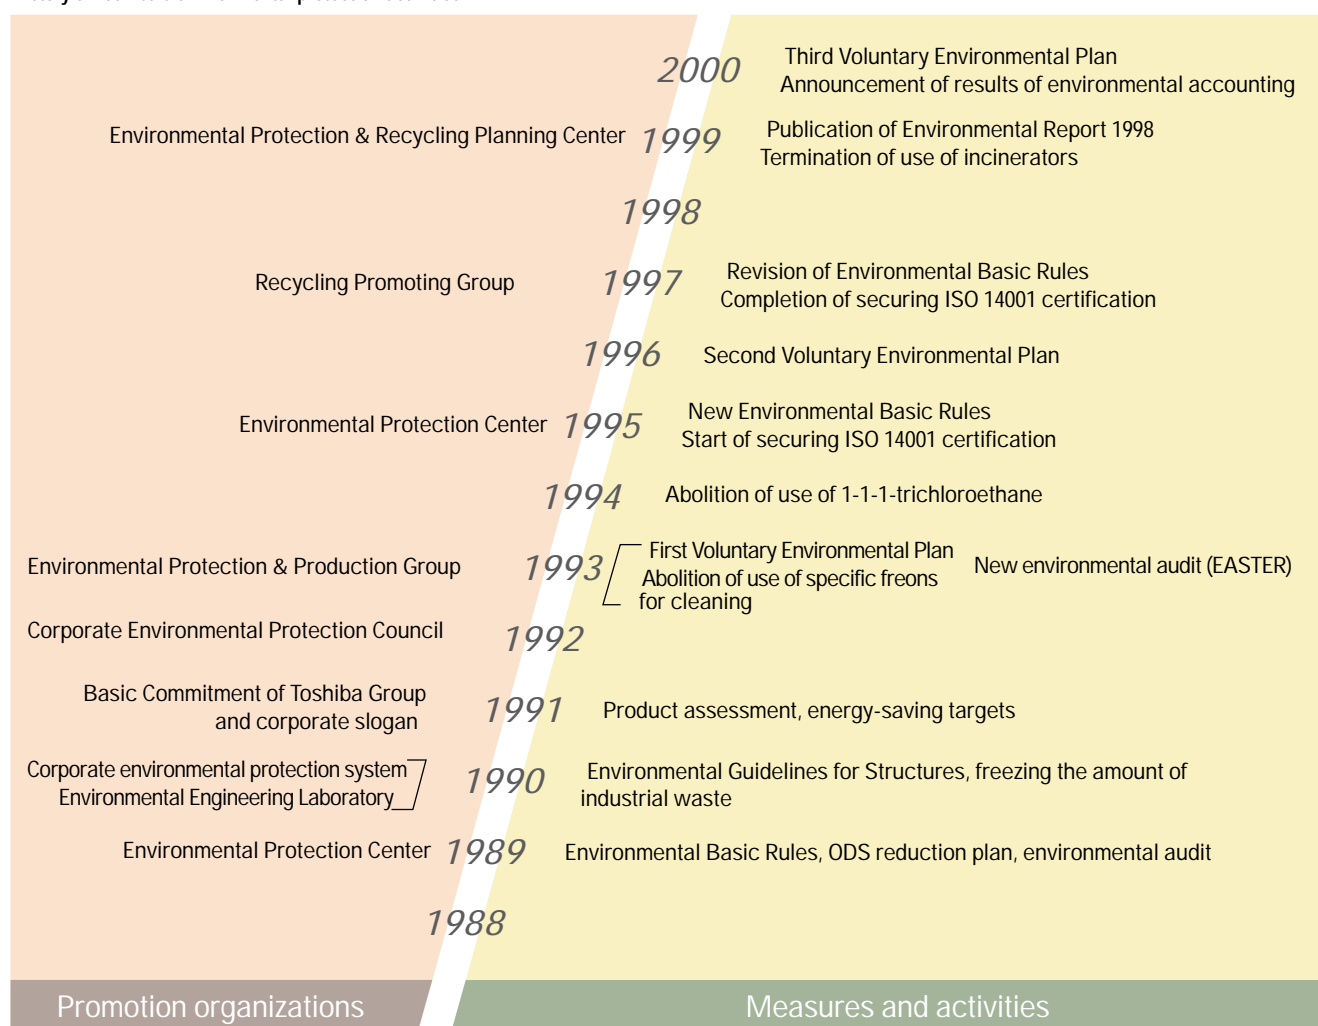 2000
Third Voluntary Environmental Plan
Announcement of results of environmental accounting
Environmental Protection & Recycling Planning Center
1999
Publication of Environmental Report 1998
Termination of use of incinerators
1998
Recycling Promoting Group
1997
Revision of Environmental Basic Rules
Completion of securing ISO 14001 certification
1996
Second Voluntary Environmental Plan
Environmental Protection Center
1995
New Environmental Basic Rules
Start of securing ISO 14001 certification
1994
Abolition of use of 1-1-1-trichloroethane
Environmental Protection & Production Group
1993
First Voluntary Environmental Plan
Abolition of use of specific freons
for cleaning
New environmental audit (EASTER)
Corporate Environmental Protection Council
1992
Basic Commitment of Toshiba Group
and corporate slogan
1991
Product assessment, energy-saving targets
Corporate environmental protection system
Environmental Engineering Laboratory
1990
Environmental Guidelines for Structures, freezing the amount of
industrial waste
Environmental Protection Center
1989
Environmental Basic Rules, ODS reduction plan, environmental audit
1988
Promotion organizations
Measures and activities